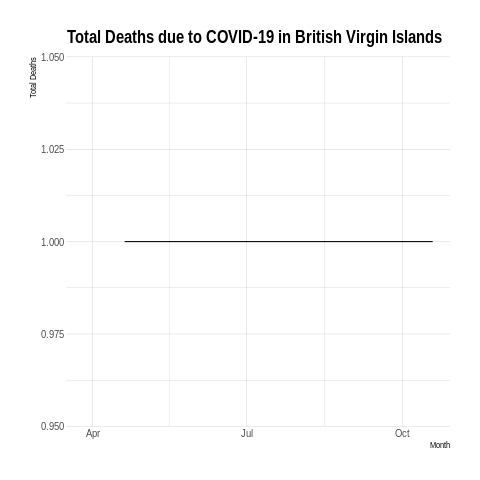 Total Deaths due to COVID-19 in British Virgin Islands
Total Deaths
1.050
1.025
1.000
0.975
0.950
Apr Jul Oct
Month